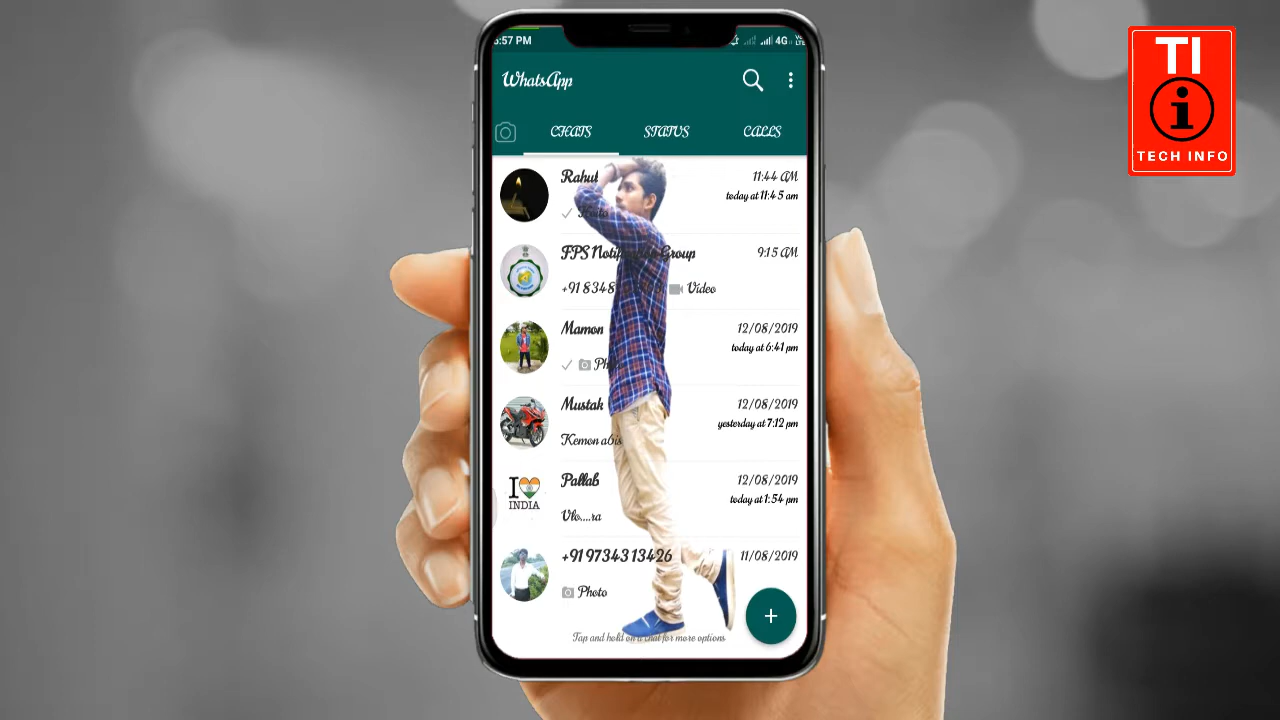 :57 PM
4G
WhatsApp
CHATS
STATUS
CALLS
Rahul
11:44 AM
today at 11:45 am
FPS Notification Group
9:15 AM
+91 8348
Video
Mamon
12/08/2019
today at 6:41 pm
Mustak
12/08/2019
yesterday at 7:12 pm
Kemon
I
INDIA
Pallab
12/08/2019
today at 1:54 pm
Vlo....ra
+91 97343 13426
11/08/2019
Photo
Tap and hold on a chat for more options
TI
i
TECH INFO